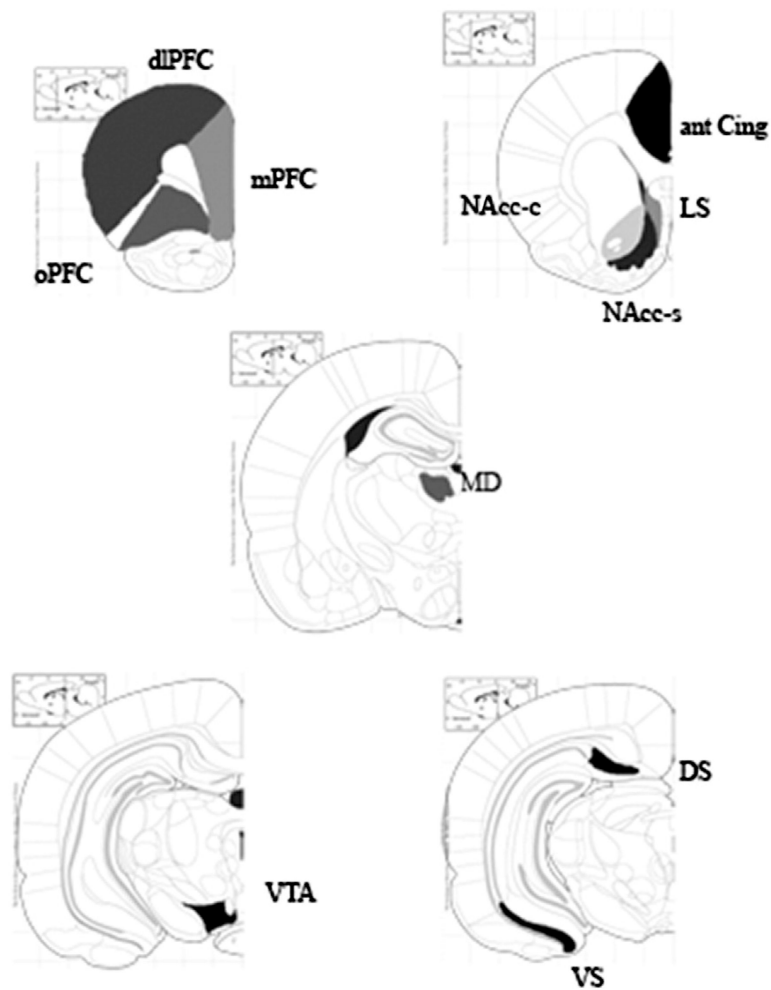 dlPFC
mPFC
oPFC
ant Cing
NAcc-c
LS
NAcc-s
MD
VTA
DS
VS